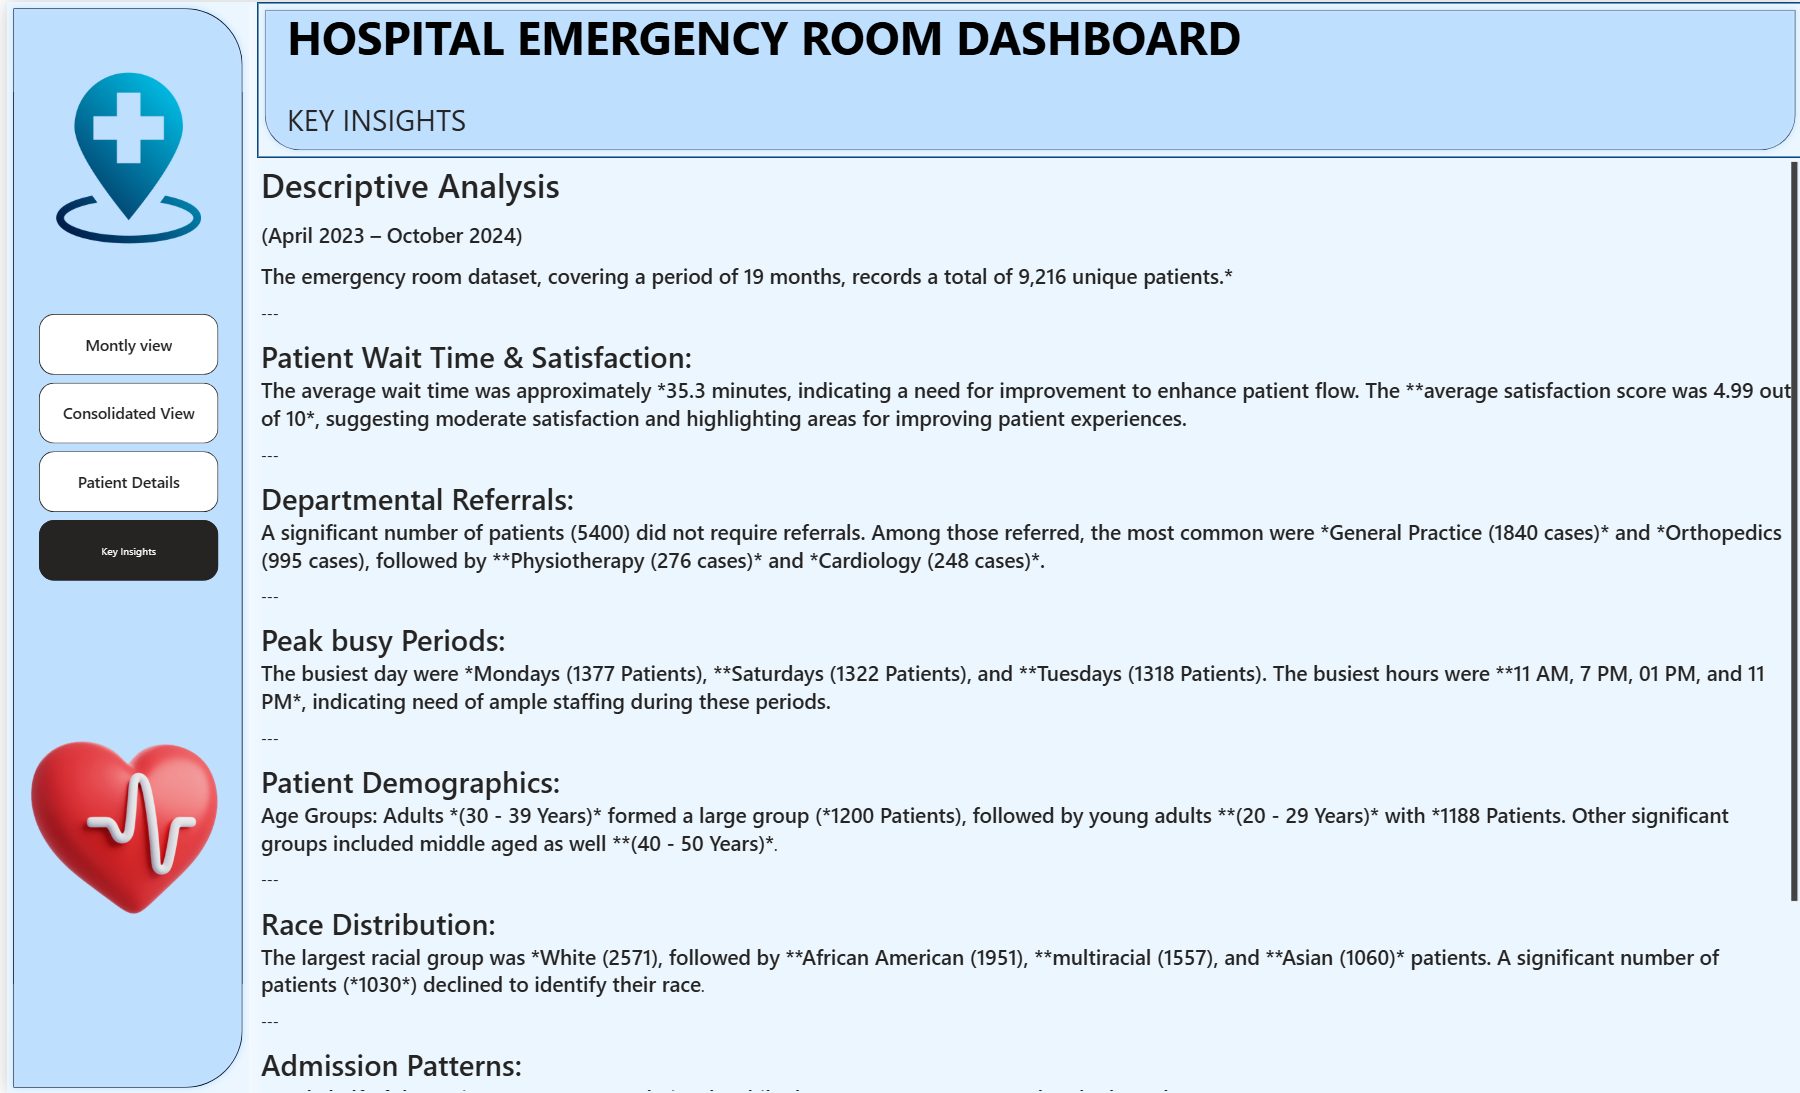 HOSPITAL EMERGENCY ROOM DASHBOARD
KEY INSIGHTS
Montly view
Consolidated View
Patient Details
Key Insights
Descriptive Analysis
(April 2023 – October 2024)
The emergency room dataset, covering a period of 19 months, records a total of 9,216 unique patients.*
---
Patient Wait Time & Satisfaction:
The average wait time was approximately *35.3 minutes, indicating a need for improvement to enhance patient flow. The **average satisfaction score was 4.99 out
of 10*, suggesting moderate satisfaction and highlighting areas for improving patient experiences.
---
Departmental Referrals:
A significant number of patients (5400) did not require referrals. Among those referred, the most common were *General Practice (1840 cases)* and *Orthopedics
(995 cases), followed by **Physiotherapy (276 cases)* and *Cardiology (248 cases)*.
---
Peak busy Periods:
The busiest day were *Mondays (1377 Patients), **Saturdays (1322 Patients), and **Tuesdays (1318 Patients). The busiest hours were **11 AM, 7 PM, 01 PM, and 11
PM*, indicating need of ample staffing during these periods.
---
Patient Demographics:
Age Groups: Adults *(30 - 39 Years)* formed a large group (*1200 Patients), followed by young adults **(20 - 29 Years)* with *1188 Patients. Other significant
groups included middle aged as well **(40 - 50 Years)*.
---
Race Distribution:
The largest racial group was *White (2571), followed by **African American (1951), **multiracial (1557), and **Asian (1060)* patients. A significant number of
patients (*1030*) declined to identify their race.
---
Admission Patterns: